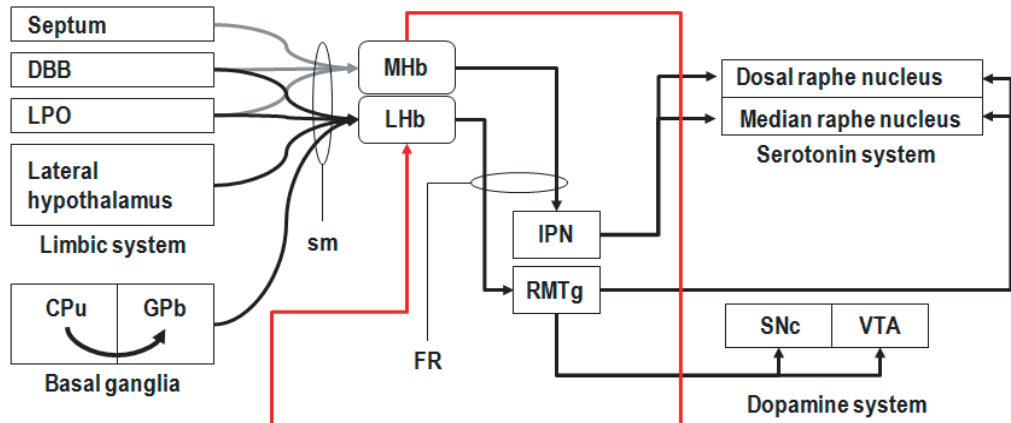 Septum
DBB
LPO
Lateral
hypothalamus
Limbic system
CPu
GPb
Basal ganglia
sm
MHb
LHb
FR
IPN
RMTg
Dosal raphe nucleus
Median raphe nucleus
Serotonin system
SNc
VTA
Dopamine system